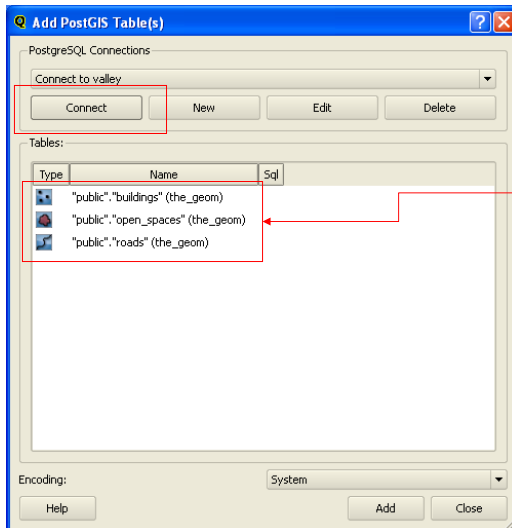 Add PostGIS Table(s)
PostgreSQL Connections
Connect to valley
Connect New Edit Delete
Tables:
Type Name Sql
"public"."buildings" (the_geom)
"public"."open_spaces" (the_geom)
"public"."roads" (the_geom)
Encoding: System
Help Add Close